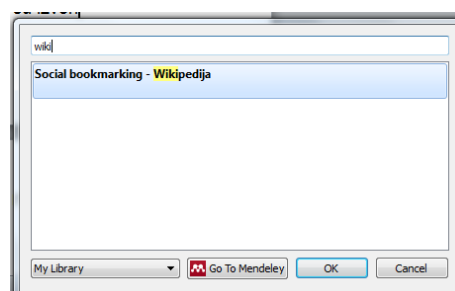 wiki
Social bookmarking - Wikipedija
My Library
Go To Mendeley
OK
Cancel